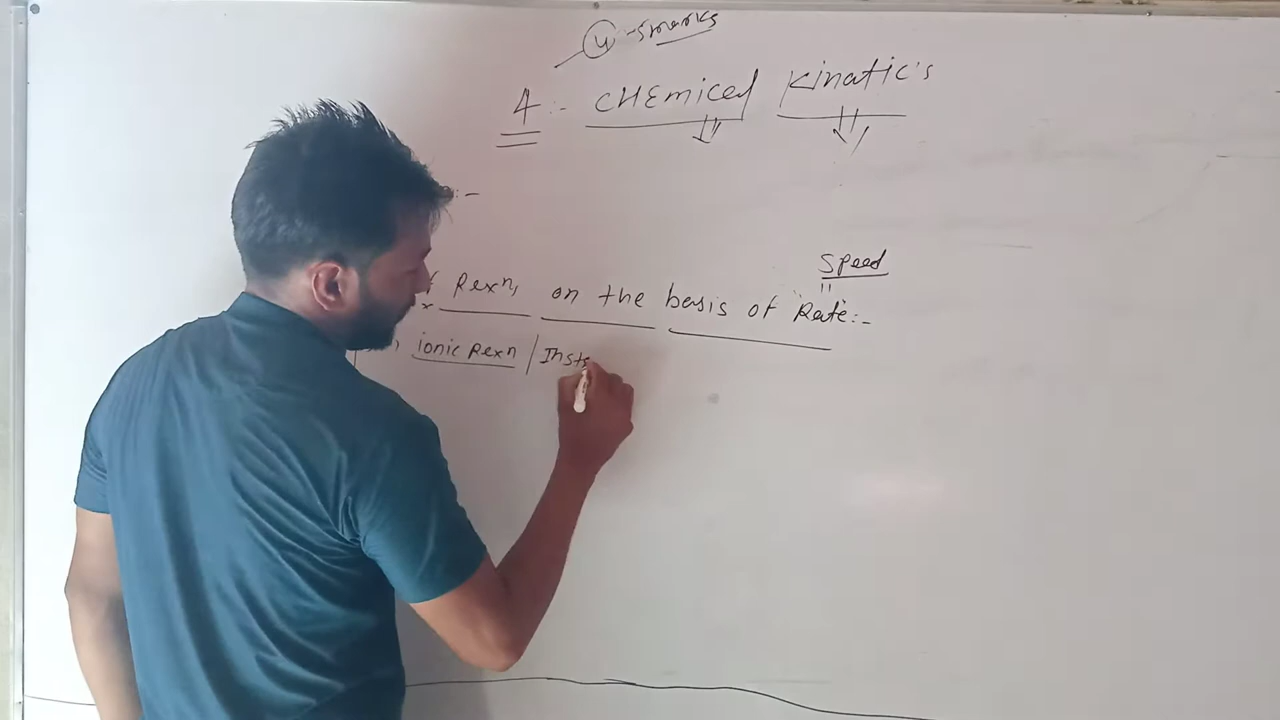 4 - 5marks
4:- CHEmical Kinatic's
:-
Speed
Rexn, on the basis of Rate:-
ionic Rexn / Inst